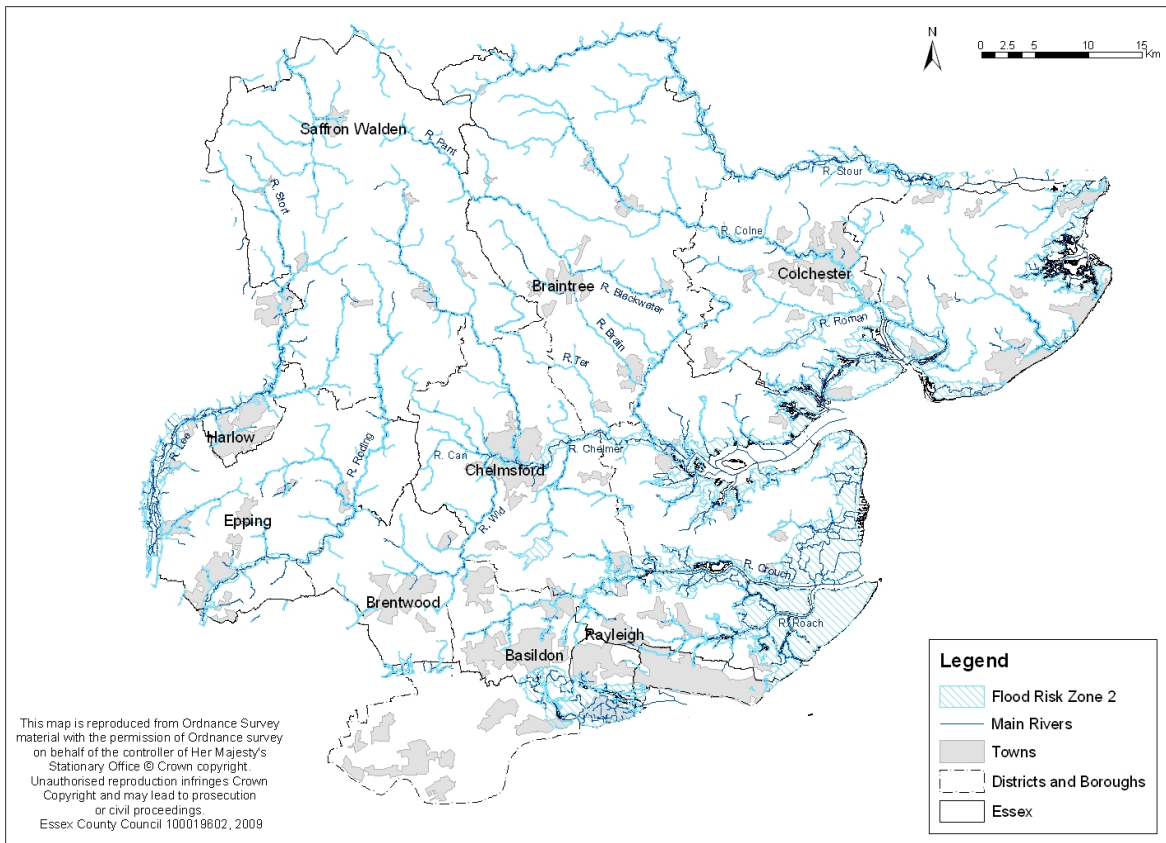 N
0 2.5 5 10 15
Km
Saffron Walden
R. Pant
R. Stort
R. Stour
R. Colne
Colchester
Braintree
R. Blackwater
R. Brain
R. Roman
R. Ter
Harlow
R. Lee
R. Roding
R. Can
Chelmsford
R. Chelmer
Epping
R. Wid
R. Crouch
Brentwood
R. Roach
Rayleigh
Basildon
Legend
Flood Risk Zone 2
Main Rivers
Towns
Districts and Boroughs
Essex
This map is reproduced from Ordnance Survey
material with the permission of Ordnance survey
on behalf of the controller of Her Majesty's
Stationary Office © Crown copyright.
Unauthorised reproduction infringes Crown
Copyright and may lead to prosecution
or civil proceedings.
Essex County Council 100019602, 2009